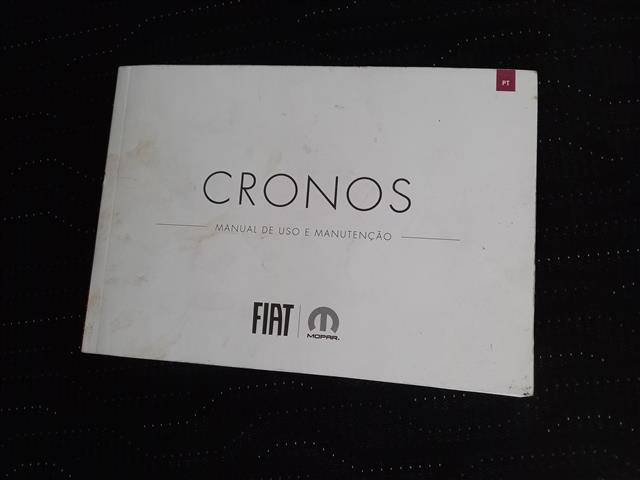 PT
CRONOS
MANUAL DE USO E MANUTENÇÃO
FIAT
MOPAR.